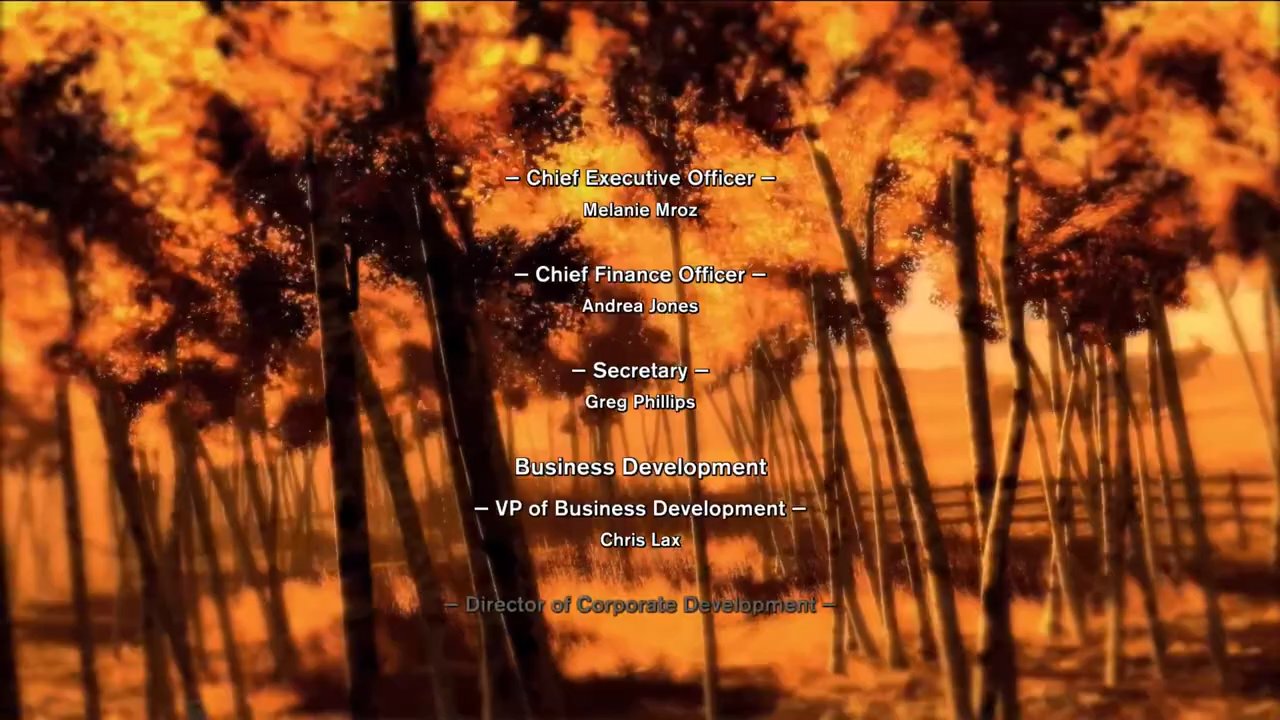 – Chief Executive Officer –
Melanie Mroz
– Chief Finance Officer –
Andrea Jones
– Secretary –
Greg Phillips
Business Development
– VP of Business Development –
Chris Lax
– Director of Corporate Development –